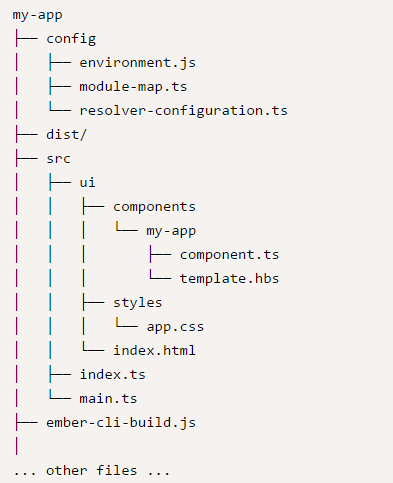 my-app
├── config
│   ├── environment.js
│   ├── module-map.ts
│   └── resolver-configuration.ts
├── dist/
├── src
│   ├── ui
│   │   ├── components
│   │   │   └── my-app
│   │   │       ├── component.ts
│   │   │       └── template.hbs
│   │   ├── styles
│   │   │   └── app.css
│   │   └── index.html
│   ├── index.ts
│   └── main.ts
├── ember-cli-build.js
│
... other files ...